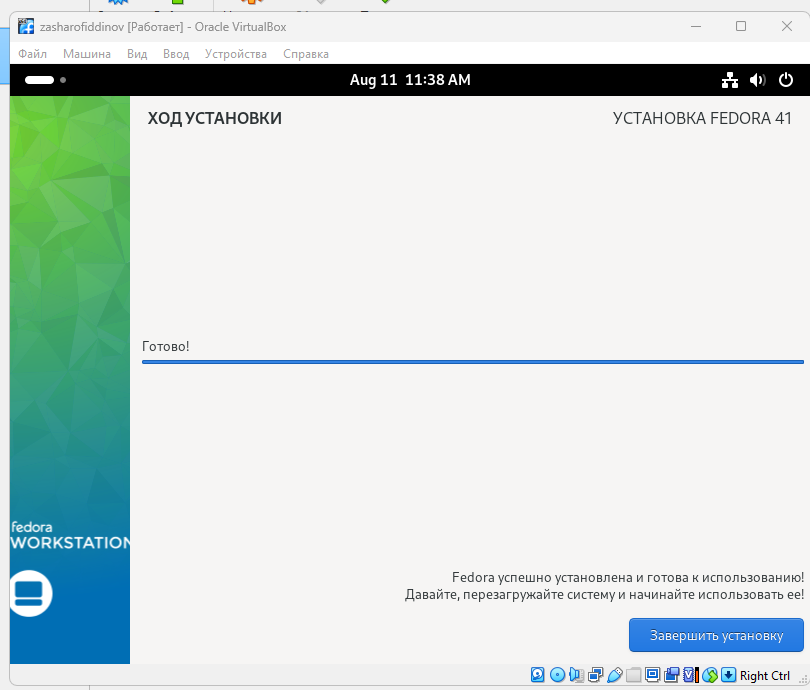 zasharofiddinov [Работает] - Oracle VirtualBox
Файл Машина Вид Ввод Устройства Справка
Aug 11 11:38 AM
ХОД УСТАНОВКИ
УСТАНОВКА FEDORA 41
Готово!
fedora
WORKSTATION
Fedora успешно установлена и готова к использованию!
Давайте, перезагружайте систему и начинайте использовать ее!
Завершить установку
Right Ctrl